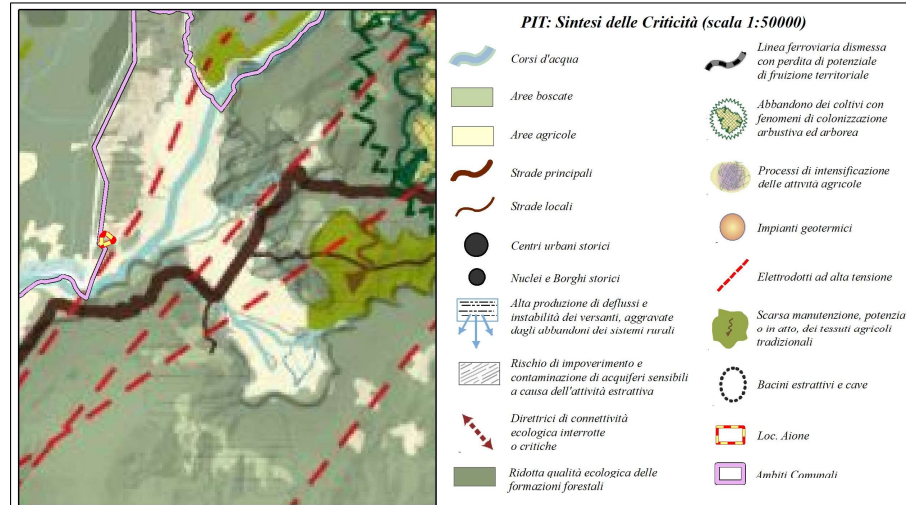 PIT: Sintesi delle Criticità (scala 1:50000)
Corsi d'acqua
Aree boscate
Aree agricole
Strade principali
Strade locali
Centri urbani storici
Nuclei e Borghi storici
Alta produzione di deflussi e
instabilità dei versanti, aggravate
dagli abbandoni dei sistemi rurali
Rischio di impoverimento e
contaminazione di acquiferi sensibili
a causa dell'attività estrattiva
Direttrici di connettività
ecologica interrotte
o critiche
Ridotta qualità ecologica delle
formazioni forestali
Linea ferroviaria dismessa
con perdita di potenziale
di fruizione territoriale
Abbandono dei coltivi con
fenomeni di colonizzazione
arbustiva ed arborea
Processi di intensificazione
delle attività agricole
Impianti geotermici
Elettrodotti ad alta tensione
Scarsa manutenzione, potenzia
o in atto, dei tessuti agricoli
tradizionali
Bacini estrattivi e cave
Loc. Aione
Ambiti Comunali